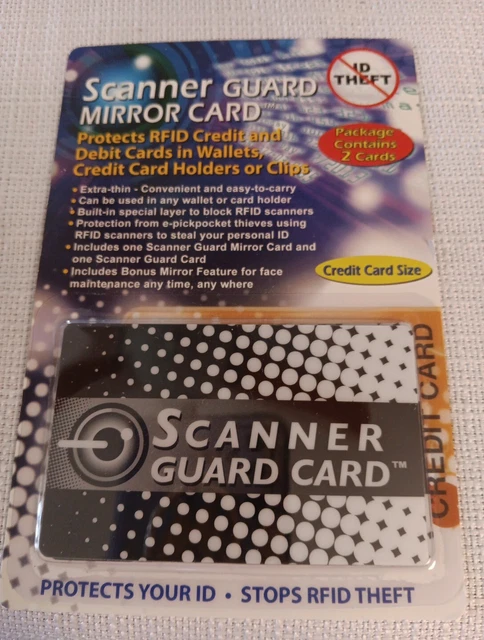 ID
THEFT
Scanner GUARD
MIRROR CARD
Protects RFID Credit and
Debit Cards in Wallets,
Credit Card Holders or Clips
Package
Contains
2 Cards
• Extra-thin - Convenient and easy-to-carry
• Can be used in any wallet or card holder
• Built-in special layer to block RFID scanners
• Protection from e-pickpocket thieves using
RFID scanners to steal your personal ID
• Includes one Scanner Guard Mirror Card and
one Scanner Guard Card
• Includes Bonus Mirror Feature for face
maintenance any time, any where
Credit Card Size
CREDIT CARD
SCANNER
GUARD CARD™
PROTECTS YOUR ID • STOPS RFID THEFT